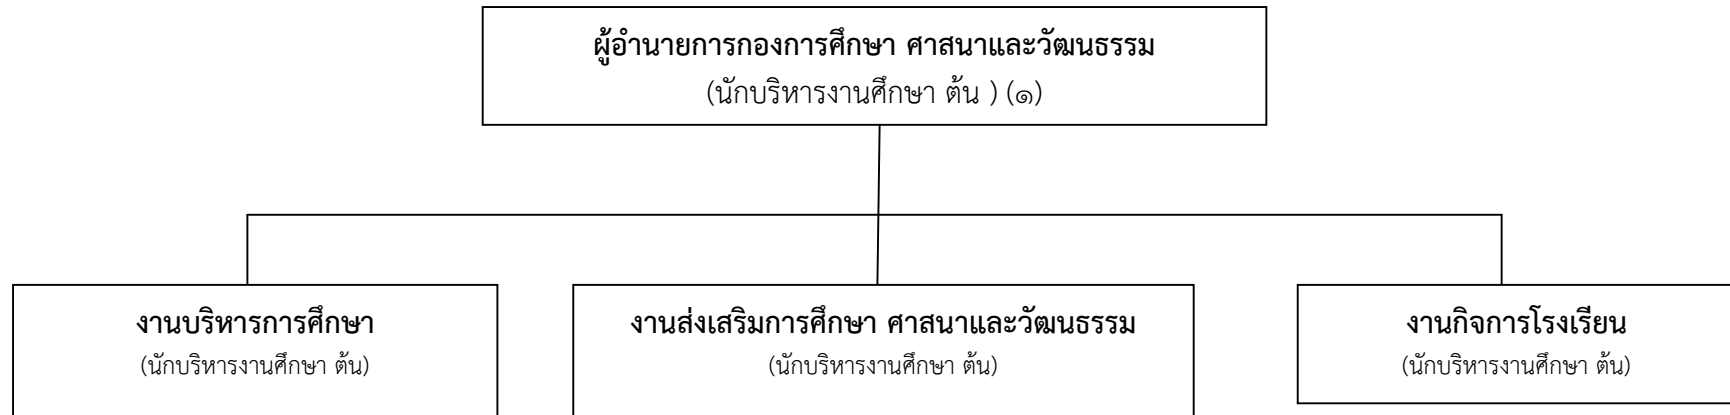 ผู้อำนายการกองการศึกษา ศาสนาและวัฒนธรรม
(นักบริหารงานศึกษา ต้น ) (๑)
งานบริหารการศึกษา
(นักบริหารงานศึกษา ต้น)
งานส่งเสริมการศึกษา ศาสนาและวัฒนธรรม
(นักบริหารงานศึกษา ต้น)
งานกิจการโรงเรียน
(นักบริหารงานศึกษา ต้น)